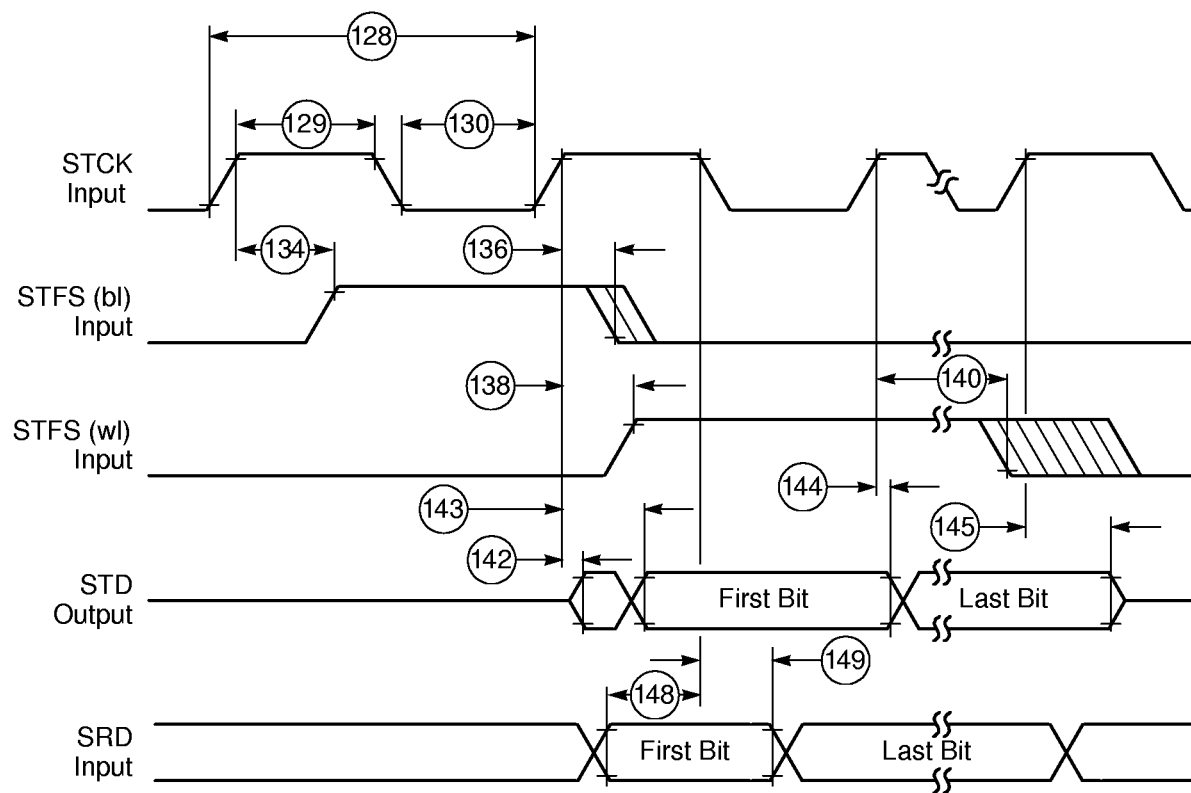 128
129
130
STCK
Input
134
136
STFS (bl)
Input
138
140
STFS (wl)
Input
143
144
142
145
STD
Output
First Bit
Last Bit
149
148
SRD
Input
First Bit
Last Bit